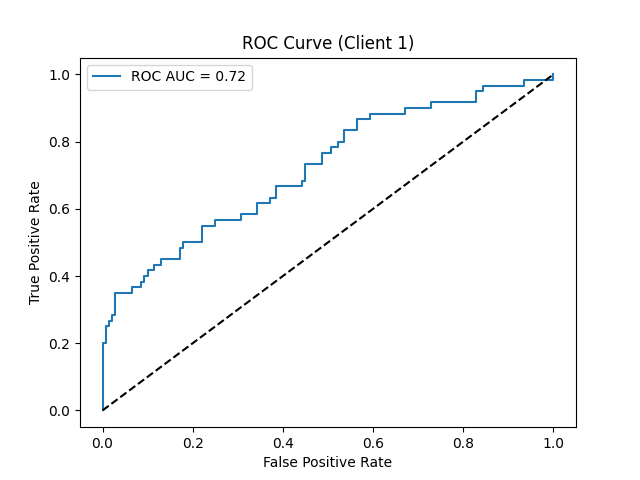 ROC Curve (Client 1)
ROC AUC = 0.72
True Positive Rate
1.0
0.8
0.6
0.4
0.2
0.0
0.0 0.2 0.4 0.6 0.8 1.0
False Positive Rate